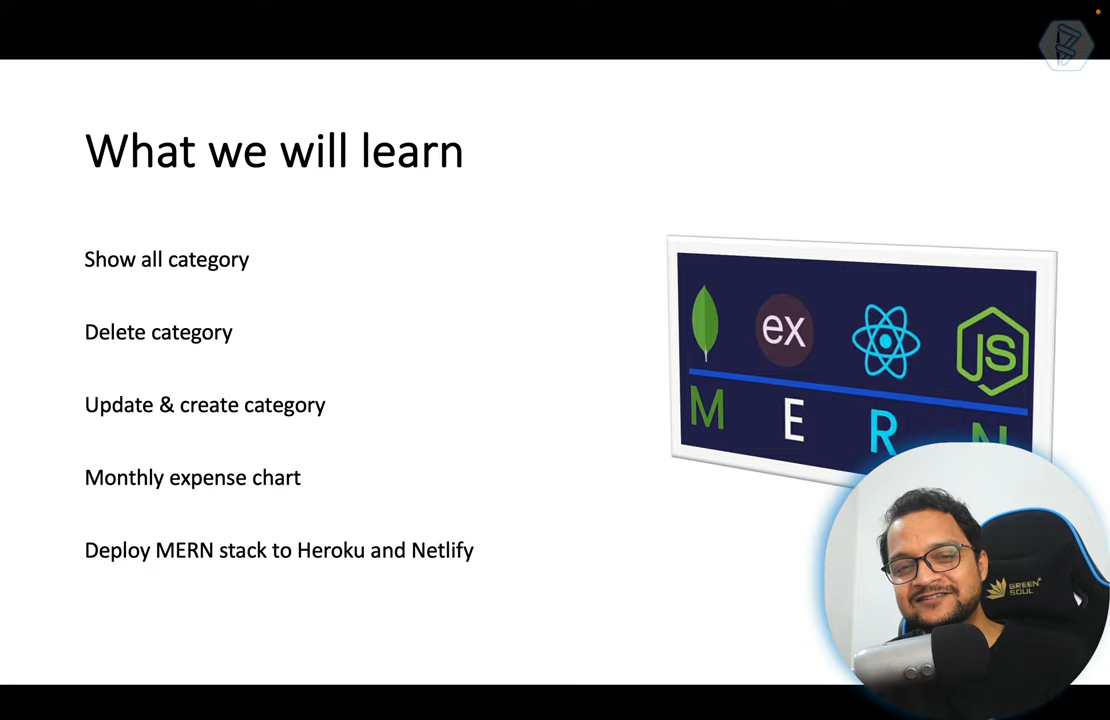 What we will learn
Show all category
Delete category
Update & create category
Monthly expense chart
Deploy MERN stack to Heroku and Netlify
ex
JS
M E R N
GREEN
SOUL